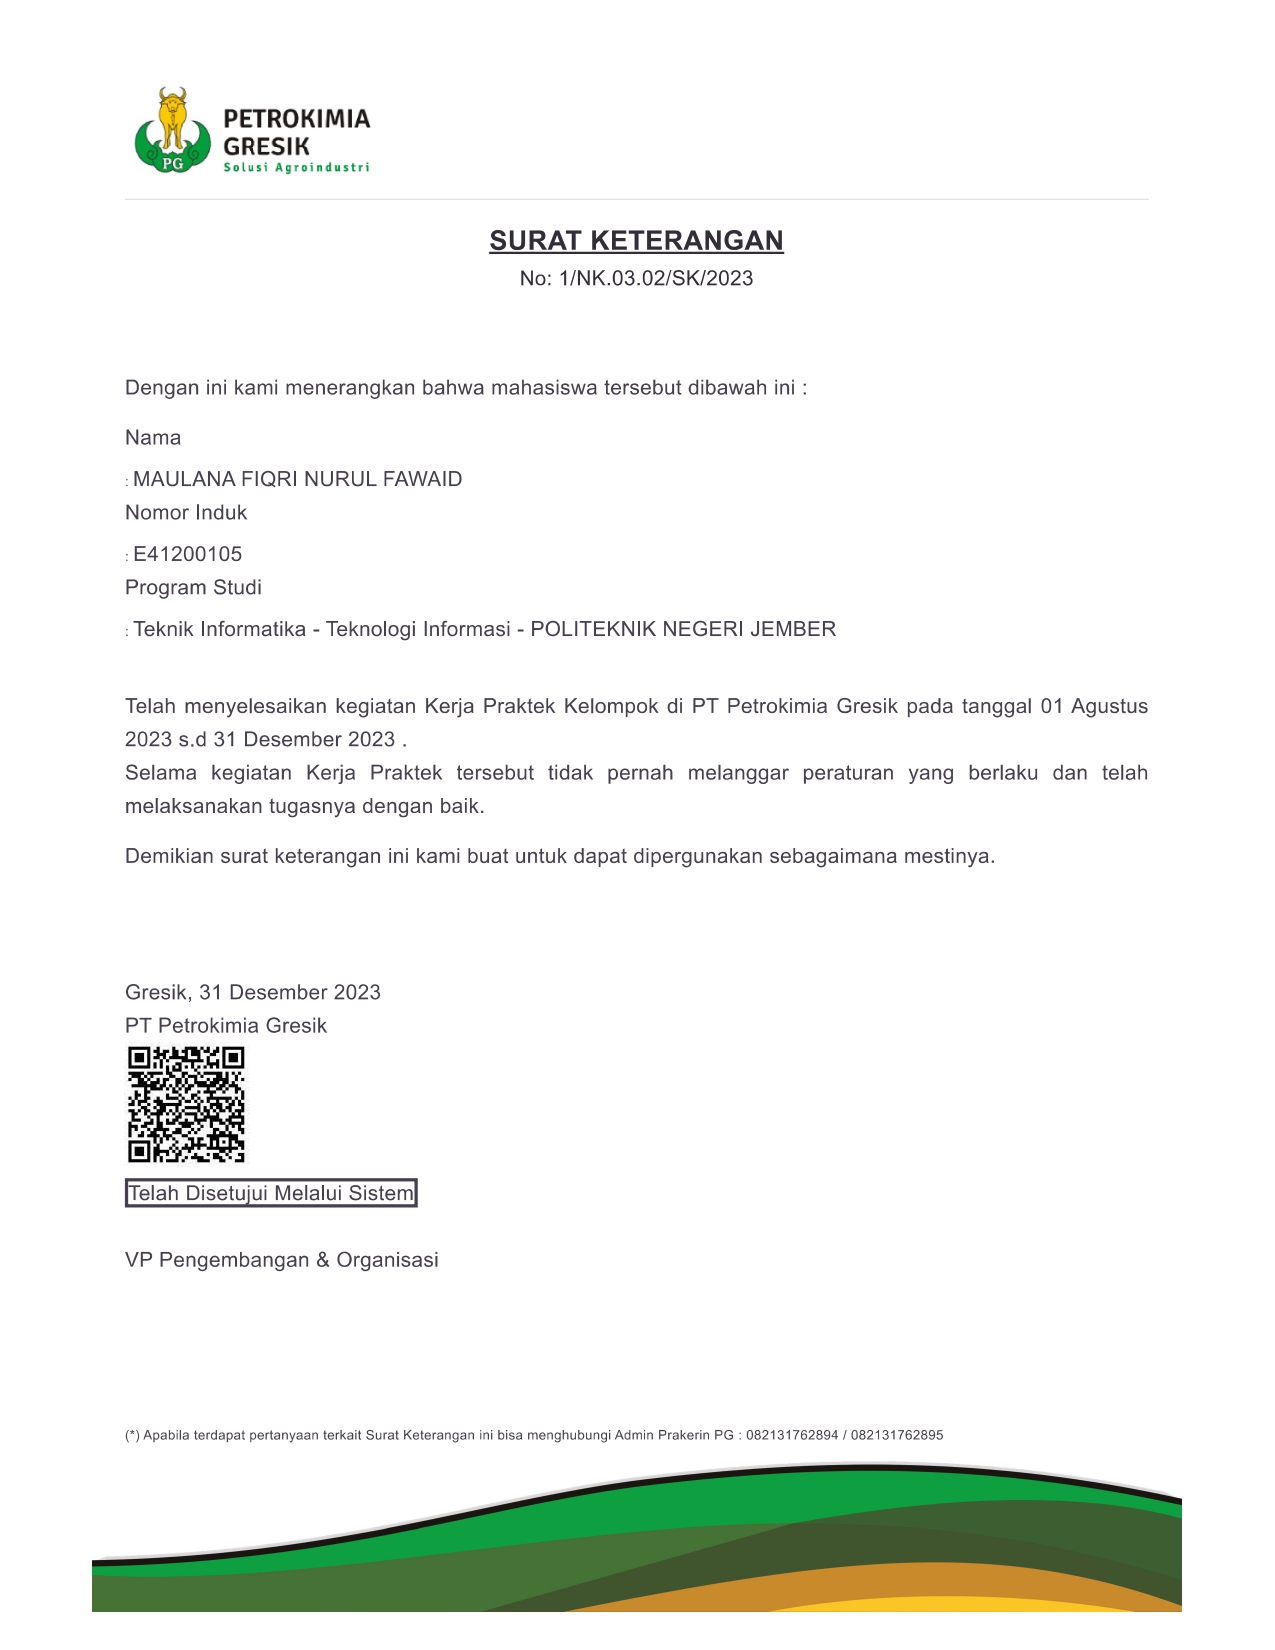 PG
PETROKIMIA
GRESIK
Solusi Agroindustri
SURAT KETERANGAN
No: 1/NK.03.02/SK/2023
Dengan ini kami menerangkan bahwa mahasiswa tersebut dibawah ini :
Nama
: MAULANA FIQRI NURUL FAWAID
Nomor Induk
: E41200105
Program Studi
: Teknik Informatika - Teknologi Informasi - POLITEKNIK NEGERI JEMBER
Telah menyelesaikan kegiatan Kerja Praktek Kelompok di PT Petrokimia Gresik pada tanggal 01 Agustus
2023 s.d 31 Desember 2023 .
Selama kegiatan Kerja Praktek tersebut tidak pernah melanggar peraturan yang berlaku dan telah
melaksanakan tugasnya dengan baik.
Demikian surat keterangan ini kami buat untuk dapat dipergunakan sebagaimana mestinya.
Gresik, 31 Desember 2023
PT Petrokimia Gresik
Telah Disetujui Melalui Sistem
VP Pengembangan & Organisasi
(*) Apabila terdapat pertanyaan terkait Surat Keterangan ini bisa menghubungi Admin Prakerin PG : 082131762894 / 082131762895